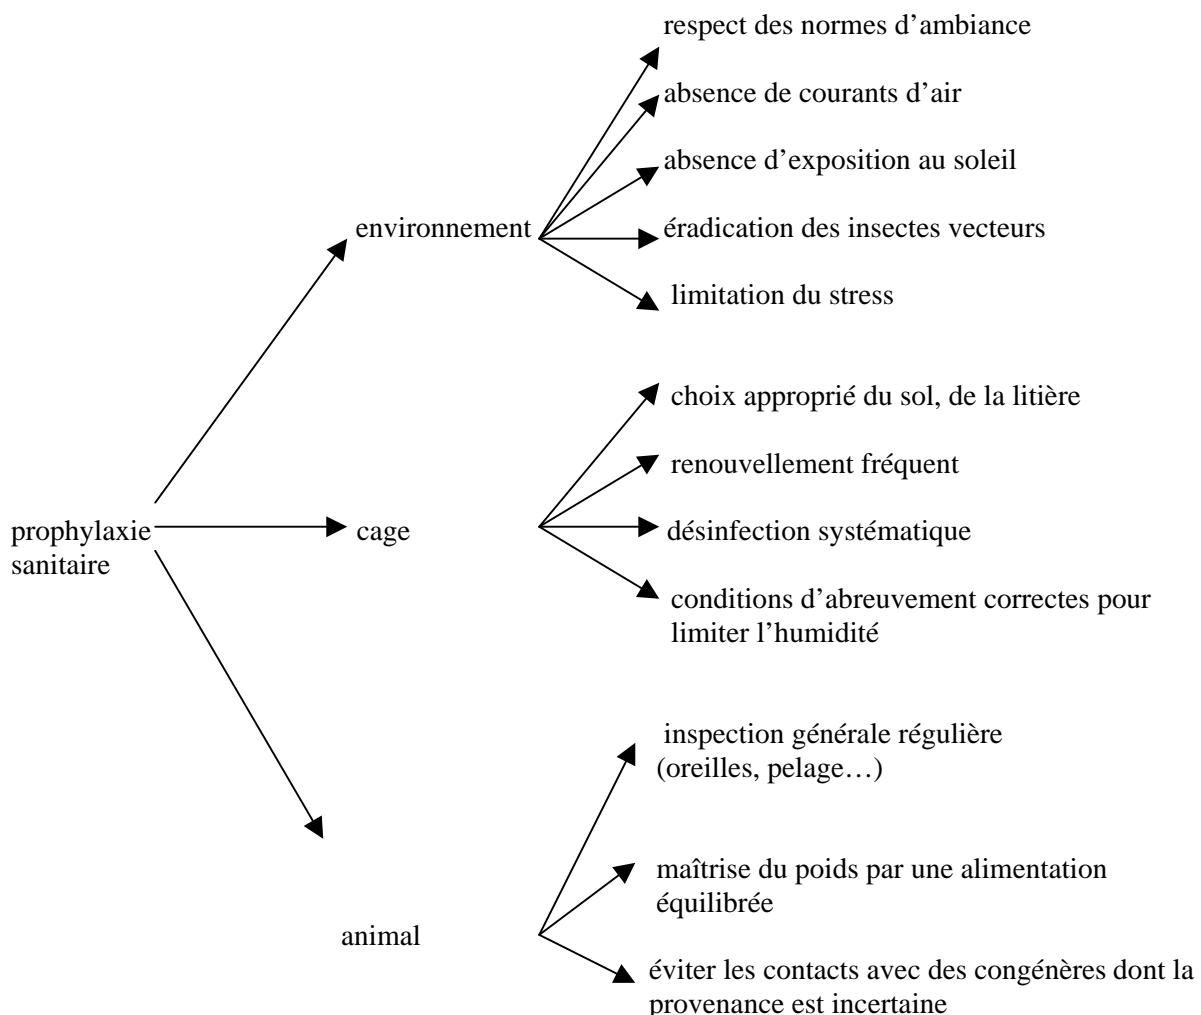 respect des normes d’ambiance
absence de courants d’air
absence d’exposition au soleil
environnement
éradication des insectes vecteurs
limitation du stress
choix approprié du sol, de la litière
renouvellement fréquent
prophylaxie
sanitaire
cage
désinfection systématique
conditions d’abreuvement correctes pour
limiter l’humidité
inspection générale régulière
(oreilles, pelage…)
maîtrise du poids par une alimentation
équilibrée
animal
éviter les contacts avec des congénères dont la
provenance est incertaine